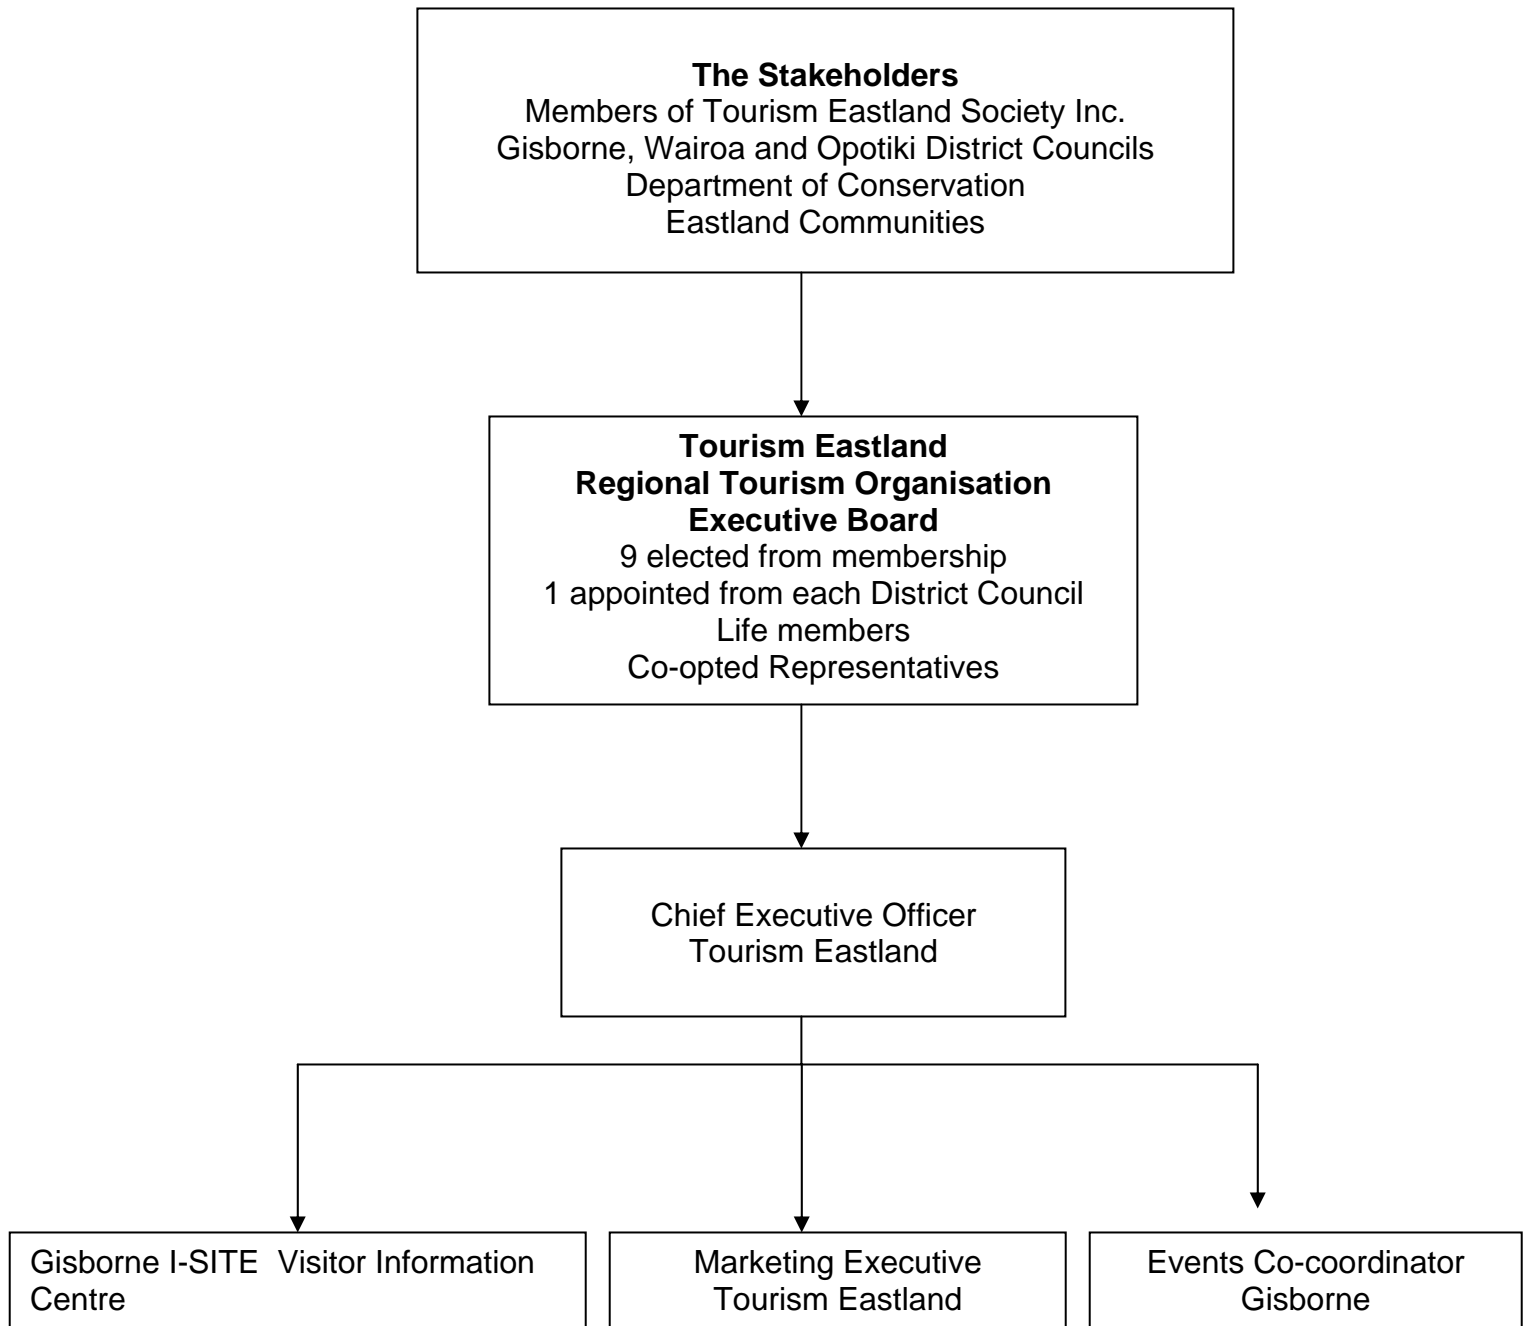 The Stakeholders
Members of Tourism Eastland Society Inc.
Gisborne, Wairoa and Opotiki District Councils
Department of Conservation
Eastland Communities
Tourism Eastland
Regional Tourism Organisation
Executive Board
9 elected from membership
1 appointed from each District Council
Life members
Co-opted Representatives
Chief Executive Officer
Tourism Eastland
Gisborne I-SITE  Visitor Information
Centre
Marketing Executive
Tourism Eastland
Events Co-coordinator
Gisborne